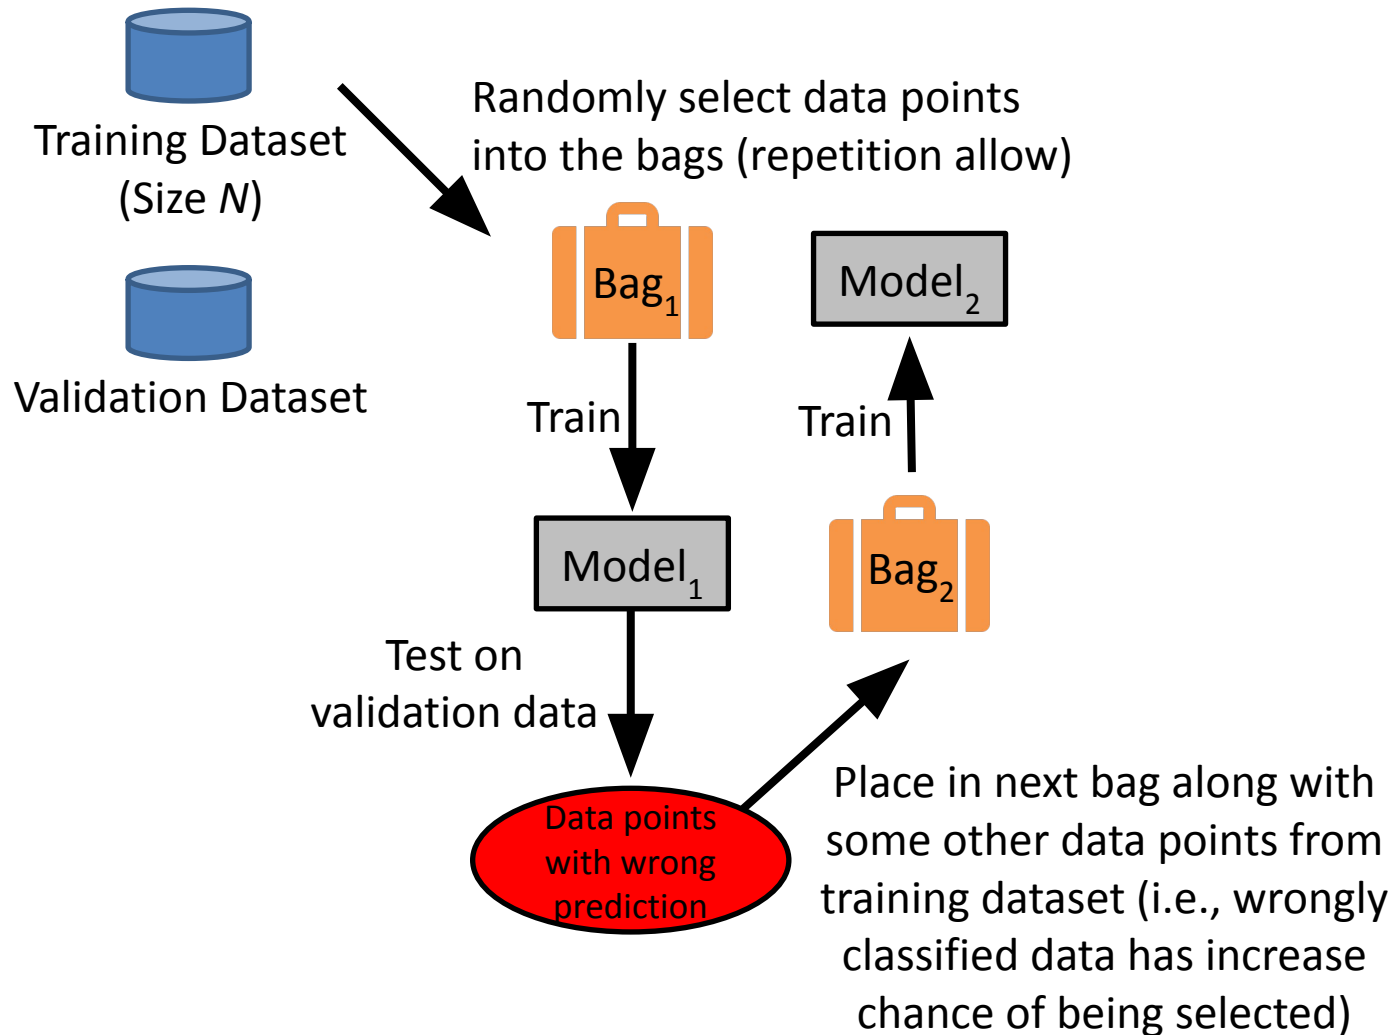 Training Dataset
(Size N)
Validation Dataset
Randomly select data points
into the bags (repetition allow)
Bag1
Train
Model1
Test on
validation data
Data points
with wrong
prediction
Model2
Train
Bag2
Place in next bag along with
some other data points from
training dataset (i.e., wrongly
classified data has increase
chance of being selected)